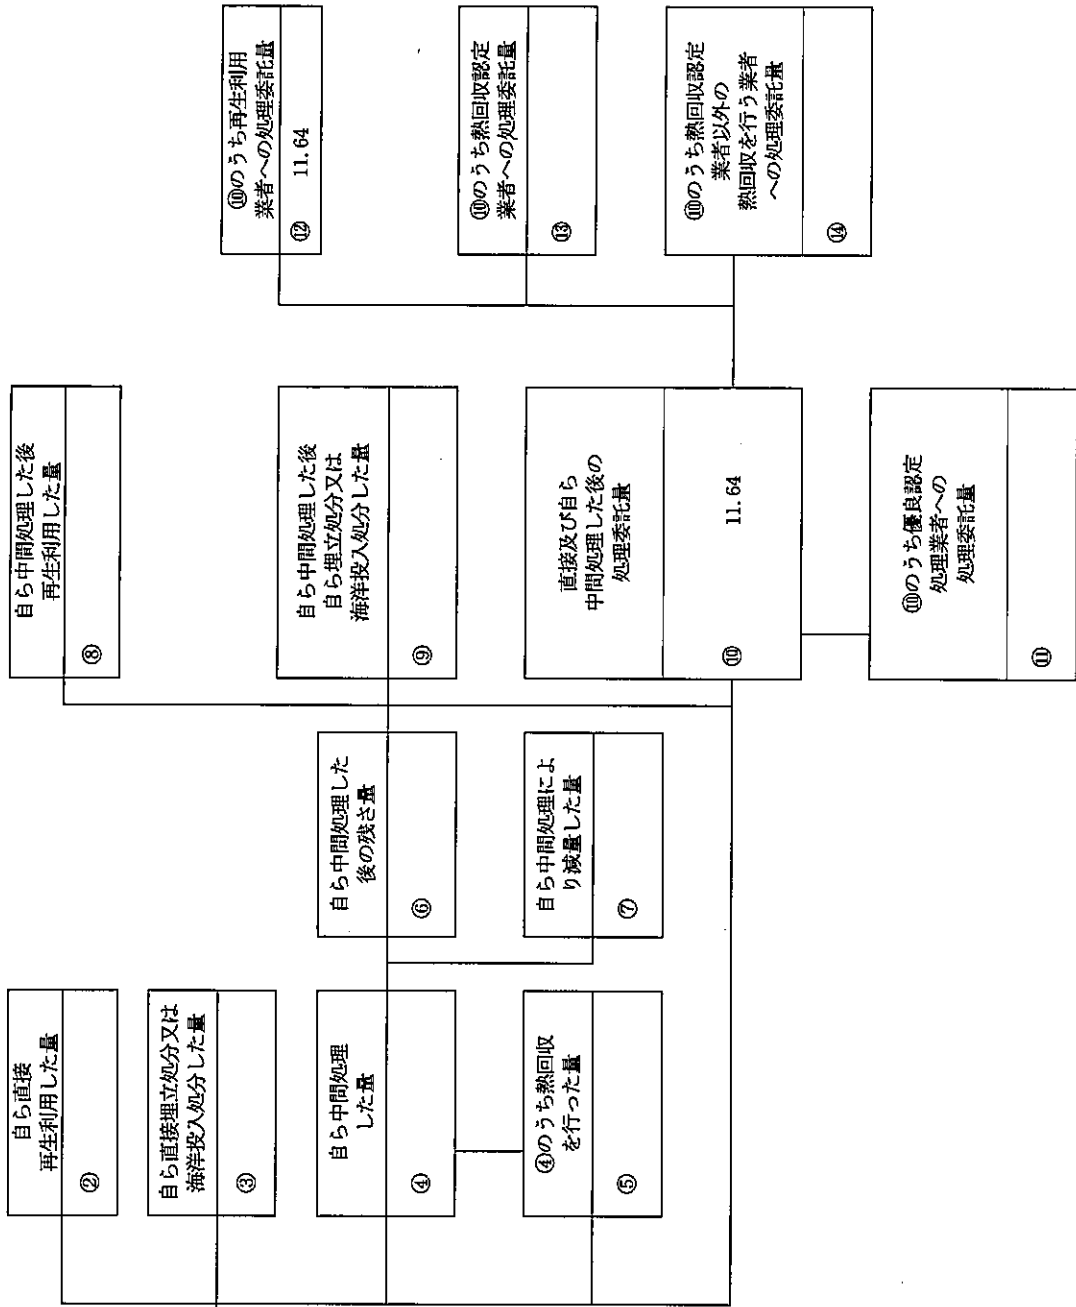 自ら直接
再生利用した量
②
自ら直接埋立処分又は
海洋投入処分した量
③
自ら中間処理
した量
④
④のうち熱回収
を行った量
⑤
自ら中間処理した
後の残さ量
⑥
自ら中間処理によ
り減量した量
⑦
自ら中間処理した後
再生利用した量
⑧
自ら中間処理した後
自ら埋立処分又は
海洋投入処分した量
⑨
直接及び自ら
中間処理した後の
処理委託量
⑩ 11.64
⑩のうち優良認定
処理業者への
処理委託量
⑪
⑩のうち再生利用
業者への処理委託量
⑫ 11.64
⑩のうち熱回収認定
業者への処理委託量
⑬
⑩のうち熱回収認定
業者以外の
熱回収を行う業者
への処理委託量
⑭